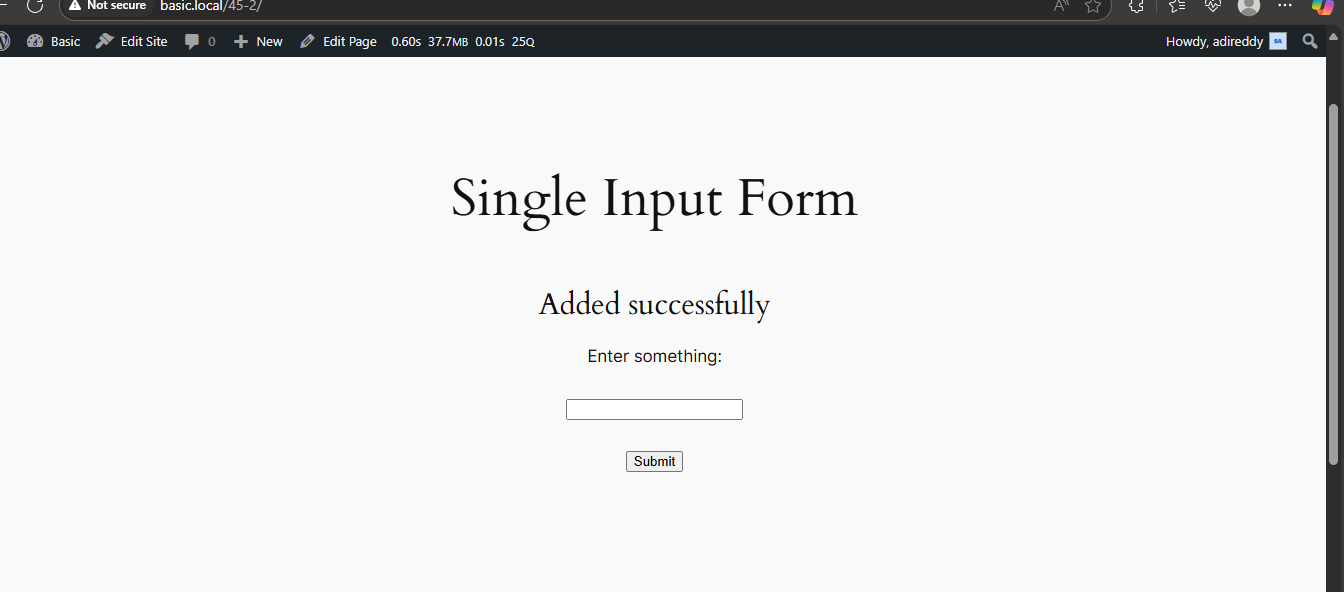 Not secure basic.local/45-2/
Basic Edit Site 0 New Edit Page 0.60s 37.7MB 0.01s 25Q Howdy, adireddy SA
Single Input Form
Added successfully
Enter something:
Submit